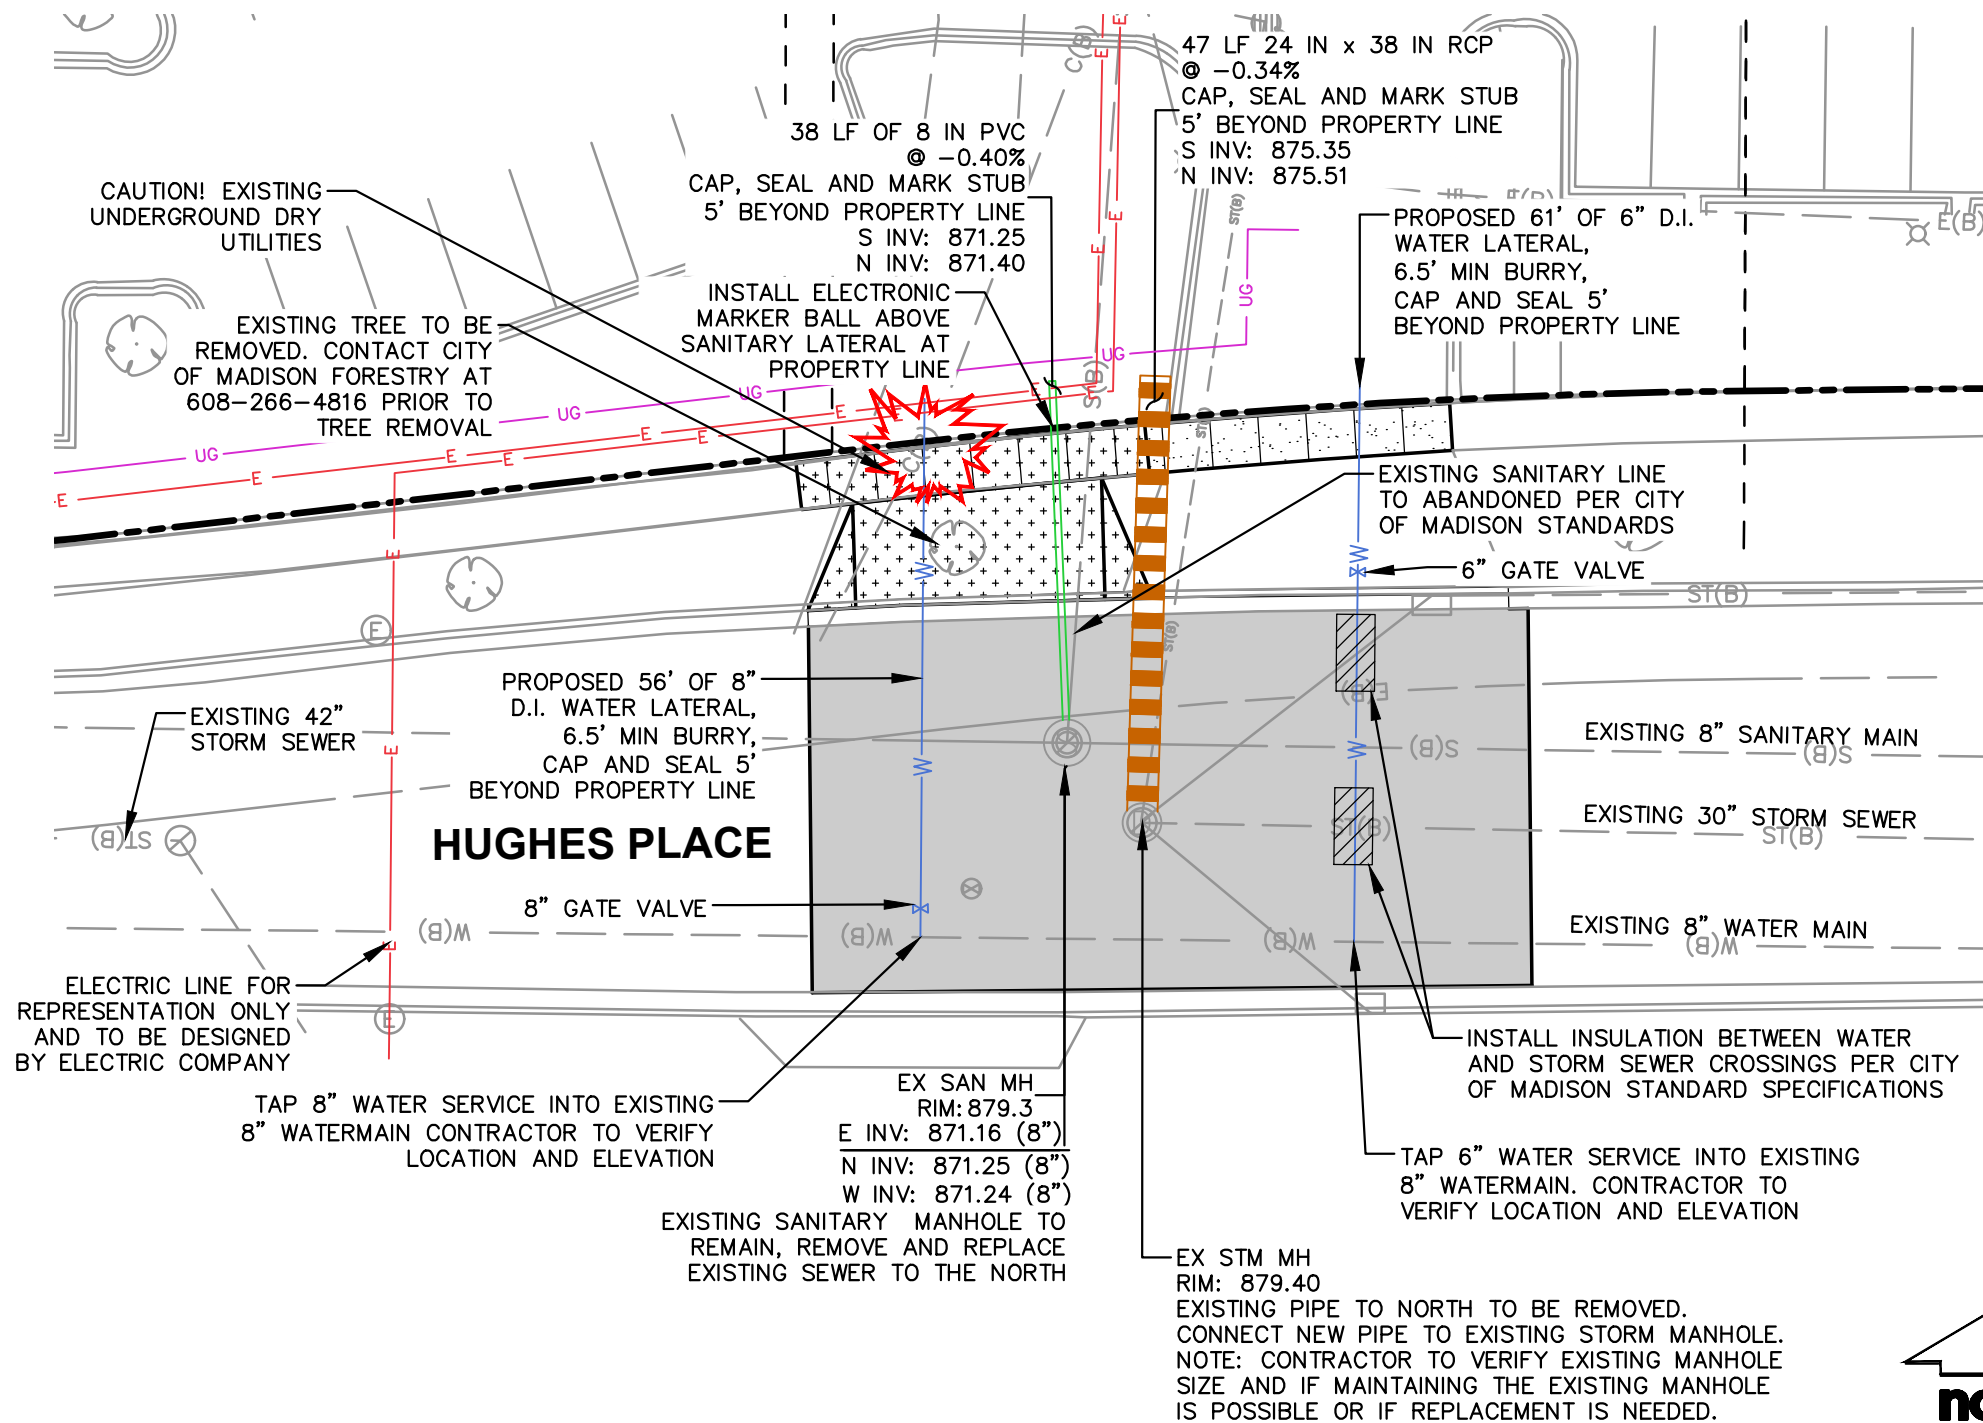 47 LF 24 IN x 38 IN RCP
@ -0.34%
CAP, SEAL AND MARK STUB
5' BEYOND PROPERTY LINE
S INV: 875.35
N INV: 875.51
38 LF OF 8 IN PVC
@ -0.40%
CAP, SEAL AND MARK STUB
5' BEYOND PROPERTY LINE
S INV: 871.25
N INV: 871.40
CAUTION! EXISTING
UNDERGROUND DRY
UTILITIES
PROPOSED 61' OF 6" D.I.
WATER LATERAL,
6.5' MIN BURRY,
CAP AND SEAL 5'
BEYOND PROPERTY LINE
INSTALL ELECTRONIC
MARKER BALL ABOVE
SANITARY LATERAL AT
PROPERTY LINE
EXISTING TREE TO BE
REMOVED. CONTACT CITY
OF MADISON FORESTRY AT
608-266-4816 PRIOR TO
TREE REMOVAL
EXISTING SANITARY LINE
TO ABANDONED PER CITY
OF MADISON STANDARDS
6" GATE VALVE
PROPOSED 56' OF 8"
D.I. WATER LATERAL,
6.5' MIN BURRY,
CAP AND SEAL 5'
BEYOND PROPERTY LINE
EXISTING 42"
STORM SEWER
EXISTING 8" SANITARY MAIN
EXISTING 30" STORM SEWER
EXISTING 8" WATER MAIN
HUGHES PLACE
8" GATE VALVE
ELECTRIC LINE FOR
REPRESENTATION ONLY
AND TO BE DESIGNED
BY ELECTRIC COMPANY
TAP 8" WATER SERVICE INTO EXISTING
8" WATERMAIN CONTRACTOR TO VERIFY
LOCATION AND ELEVATION
EX SAN MH
RIM: 879.3
E INV: 871.16 (8")
N INV: 871.25 (8")
W INV: 871.24 (8")
EXISTING SANITARY MANHOLE TO
REMAIN, REMOVE AND REPLACE
EXISTING SEWER TO THE NORTH
INSTALL INSULATION BETWEEN WATER
AND STORM SEWER CROSSINGS PER CITY
OF MADISON STANDARD SPECIFICATIONS
TAP 6" WATER SERVICE INTO EXISTING
8" WATERMAIN. CONTRACTOR TO
VERIFY LOCATION AND ELEVATION
EX STM MH
RIM: 879.40
EXISTING PIPE TO NORTH TO BE REMOVED.
CONNECT NEW PIPE TO EXISTING STORM MANHOLE.
NOTE: CONTRACTOR TO VERIFY EXISTING MANHOLE
SIZE AND IF MAINTAINING THE EXISTING MANHOLE
IS POSSIBLE OR IF REPLACEMENT IS NEEDED.
C(B)
ST(B)
E(B)
UG
UG
UG
UG
UG
E
E
E
E
E
E
E
E
E
E
E
E
W
W
W
W
S(B)
S(B)
S(B)
ST(B)
ST(B)
ST(B)
ST(B)
E(B)
W(B)
W(B)
W(B)
W(B)